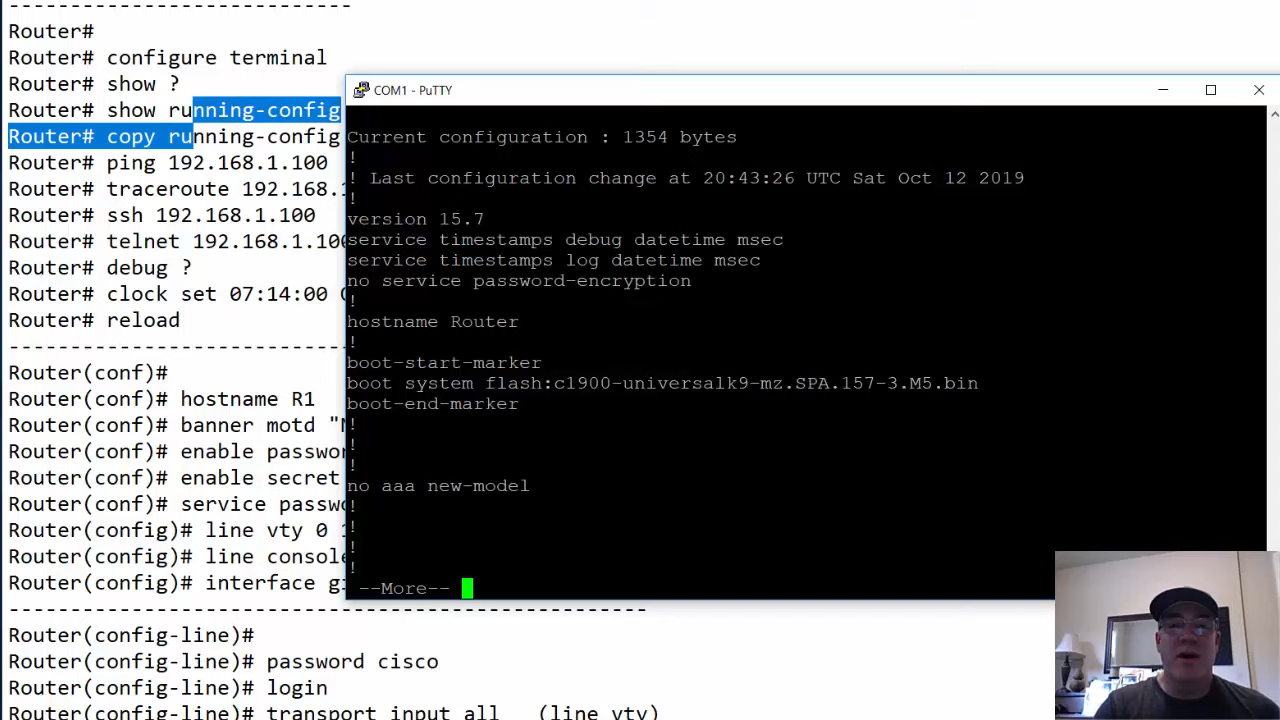 -----------------------------
Router#
Router# configure terminal
Router# show ?
Router# show running-config
Router# copy running-config
Router# ping 192.168.1.100
Router# traceroute 192.168.1
Router# ssh 192.168.1.100
Router# telnet 192.168.1.100
Router# debug ?
Router# clock set 07:14:00
Router# reload
-----------------------------
Router(conf)#
Router(conf)# hostname R1
Router(conf)# banner motd "
Router(conf)# enable passwor
Router(conf)# enable secret
Router(conf)# service passwo
Router(config)# line vty 0
Router(config)# line console
Router(config)# interface gi
-----------------------------------------------------
Router(config-line)#
Router(config-line)# password cisco
Router(config-line)# login
Router(config-line)# transport input all   (line vty)
COM1 - PuTTY
Current configuration : 1354 bytes
!
! Last configuration change at 20:43:26 UTC Sat Oct 12 2019
!
version 15.7
service timestamps debug datetime msec
service timestamps log datetime msec
no service password-encryption
!
hostname Router
!
boot-start-marker
boot system flash:c1900-universalk9-mz.SPA.157-3.M5.bin
boot-end-marker
!
!
!
no aaa new-model
!
!
!
!
--More--